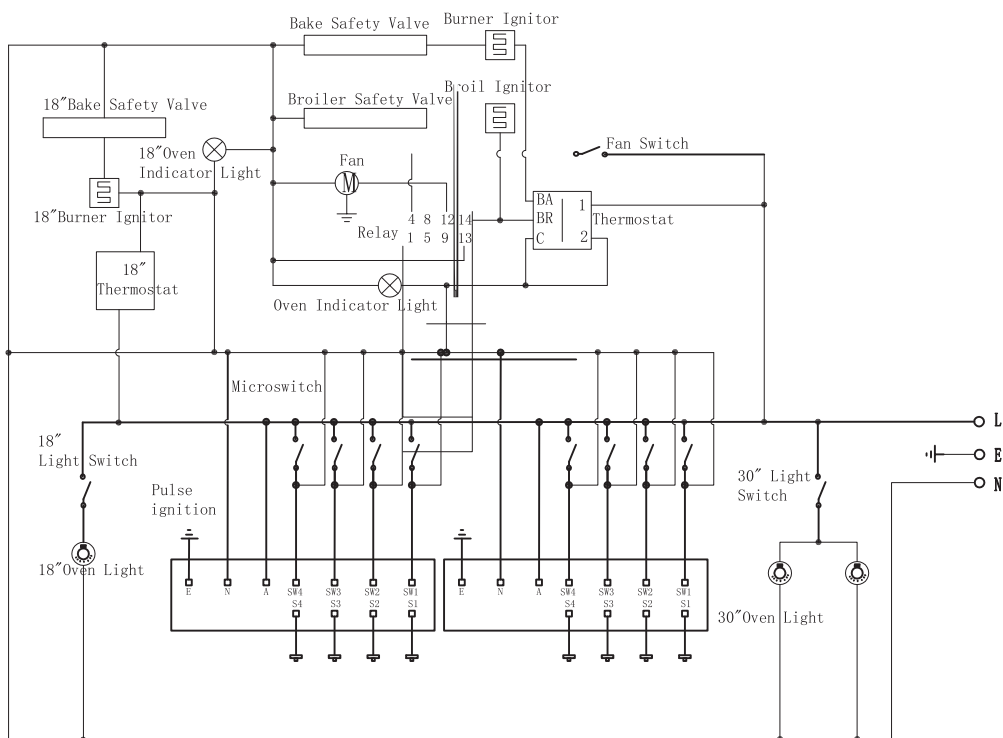 Bake Safety Valve
Burner Ignitor
18″Bake Safety Valve
Broiler Safety Valve
Broil Ignitor
18″Oven
Indicator Light
Fan
Fan Switch
18″Burner Ignitor
BA
1
BR
Thermostat
C
2
4 8 12 14
Relay
1 5 9 13
18″
Thermostat
Oven Indicator Light
Microswitch
L
18″
Light Switch
E
30″ Light
Switch
N
Pulse
ignition
18″Oven Light
E N A SW4 SW3 SW2 SW1
S4 S3 S2 S1
E N A SW4 SW3 SW2 SW1
S4 S3 S2 S1
30″Oven Light
M